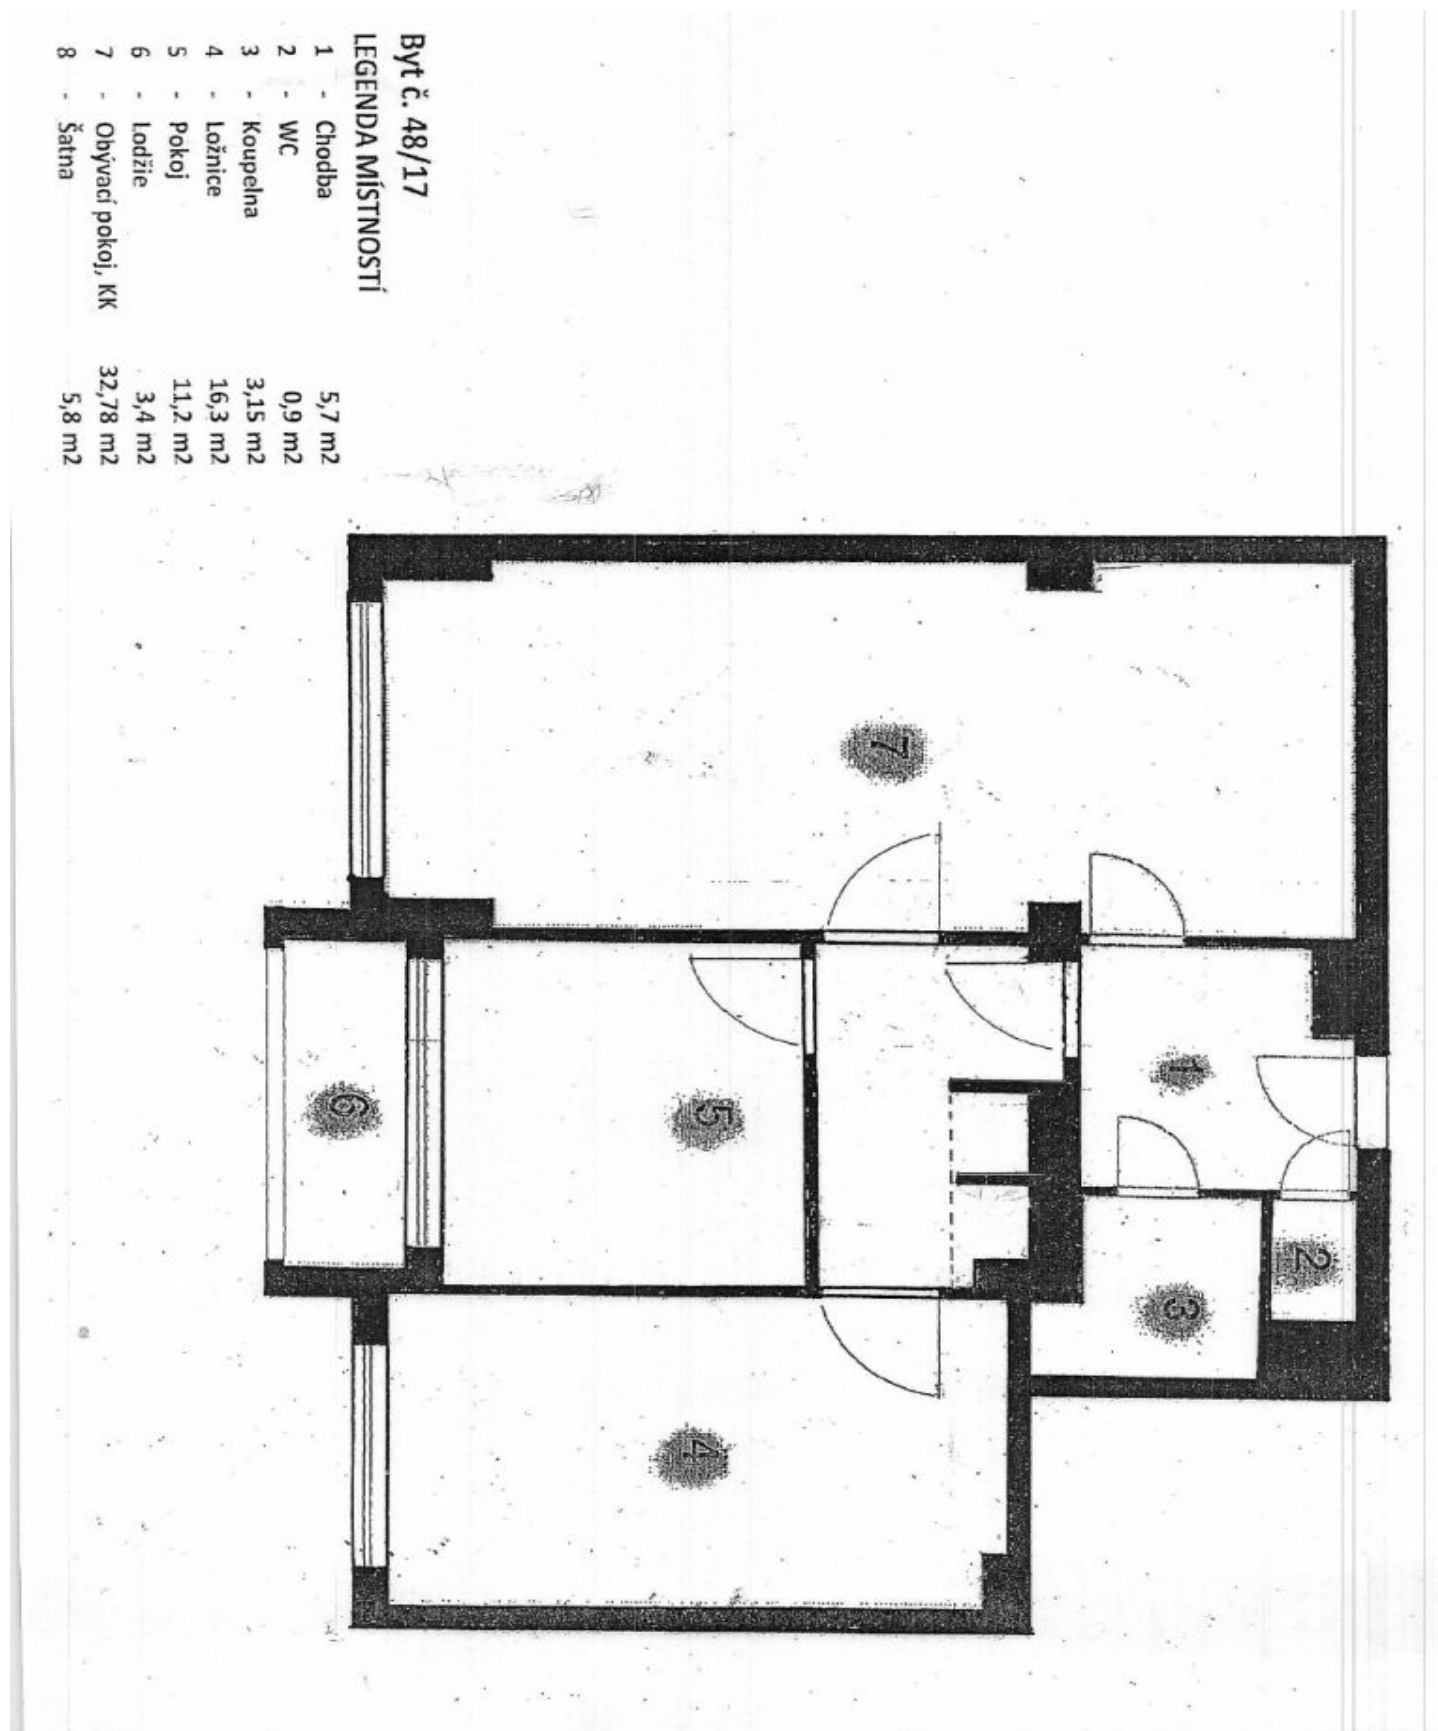 Byt č. 48/17
LEGENDA MÍSTNOSTÍ
1 - Chodba 5,7 m2
2 - WC 0,9 m2
3 - Koupelna 3,15 m2
4 - Ložnice 16,3 m2
5 - Pokoj 11,2 m2
6 - Lodžie 3,4 m2
7 - Obývací pokoj, KK 32,78 m2
8 - Šatna 5,8 m2
7
1
6
5
2
3
4